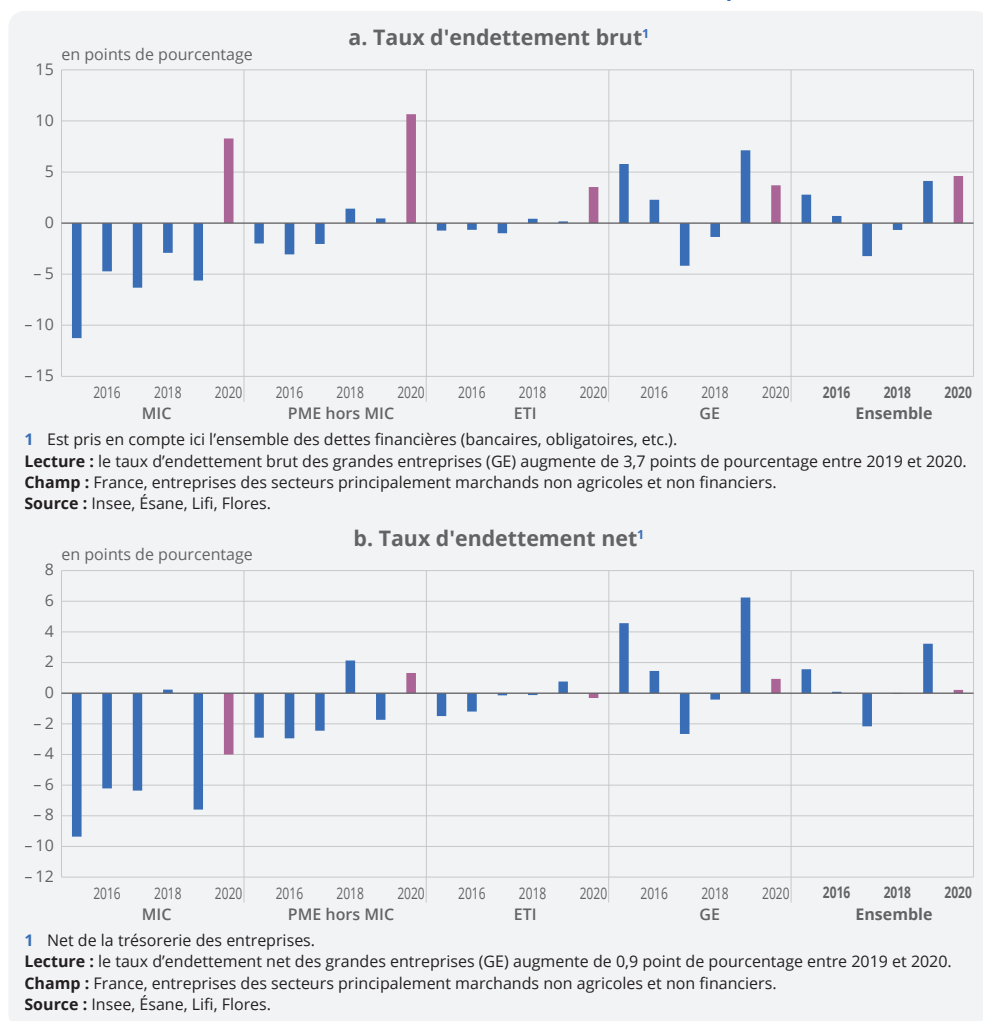 a. Taux d'endettement brut¹
en points de pourcentage
15
10
5
0
– 5
– 10
– 15
2016 2018 2020 2016 2018 2020 2016 2018 2020 2016 2018 2020 2016 2018 2020
MIC PME hors MIC ETI GE Ensemble
1 Est pris en compte ici l’ensemble des dettes financières (bancaires, obligatoires, etc.).
Lecture : le taux d’endettement brut des grandes entreprises (GE) augmente de 3,7 points de pourcentage entre 2019 et 2020.
Champ : France, entreprises des secteurs principalement marchands non agricoles et non financiers.
Source : Insee, Ésane, Lifi, Flores.
b. Taux d'endettement net¹
en points de pourcentage
8
6
4
2
0
– 2
– 4
– 6
– 8
– 10
– 12
2016 2018 2020 2016 2018 2020 2016 2018 2020 2016 2018 2020 2016 2018 2020
MIC PME hors MIC ETI GE Ensemble
1 Net de la trésorerie des entreprises.
Lecture : le taux d’endettement net des grandes entreprises (GE) augmente de 0,9 point de pourcentage entre 2019 et 2020.
Champ : France, entreprises des secteurs principalement marchands non agricoles et non financiers.
Source : Insee, Ésane, Lifi, Flores.